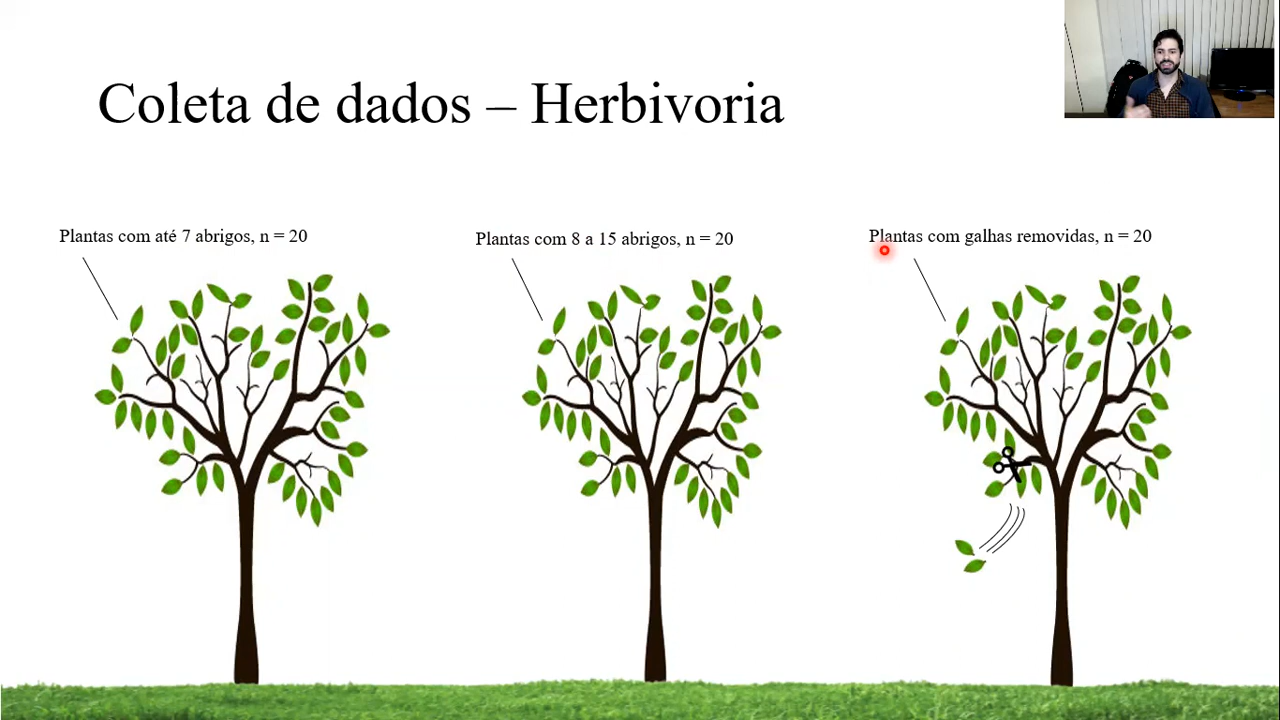 Coleta de dados – Herbivoria
Plantas com até 7 abrigos, n = 20
Plantas com 8 a 15 abrigos, n = 20
Plantas com galhas removidas, n = 20